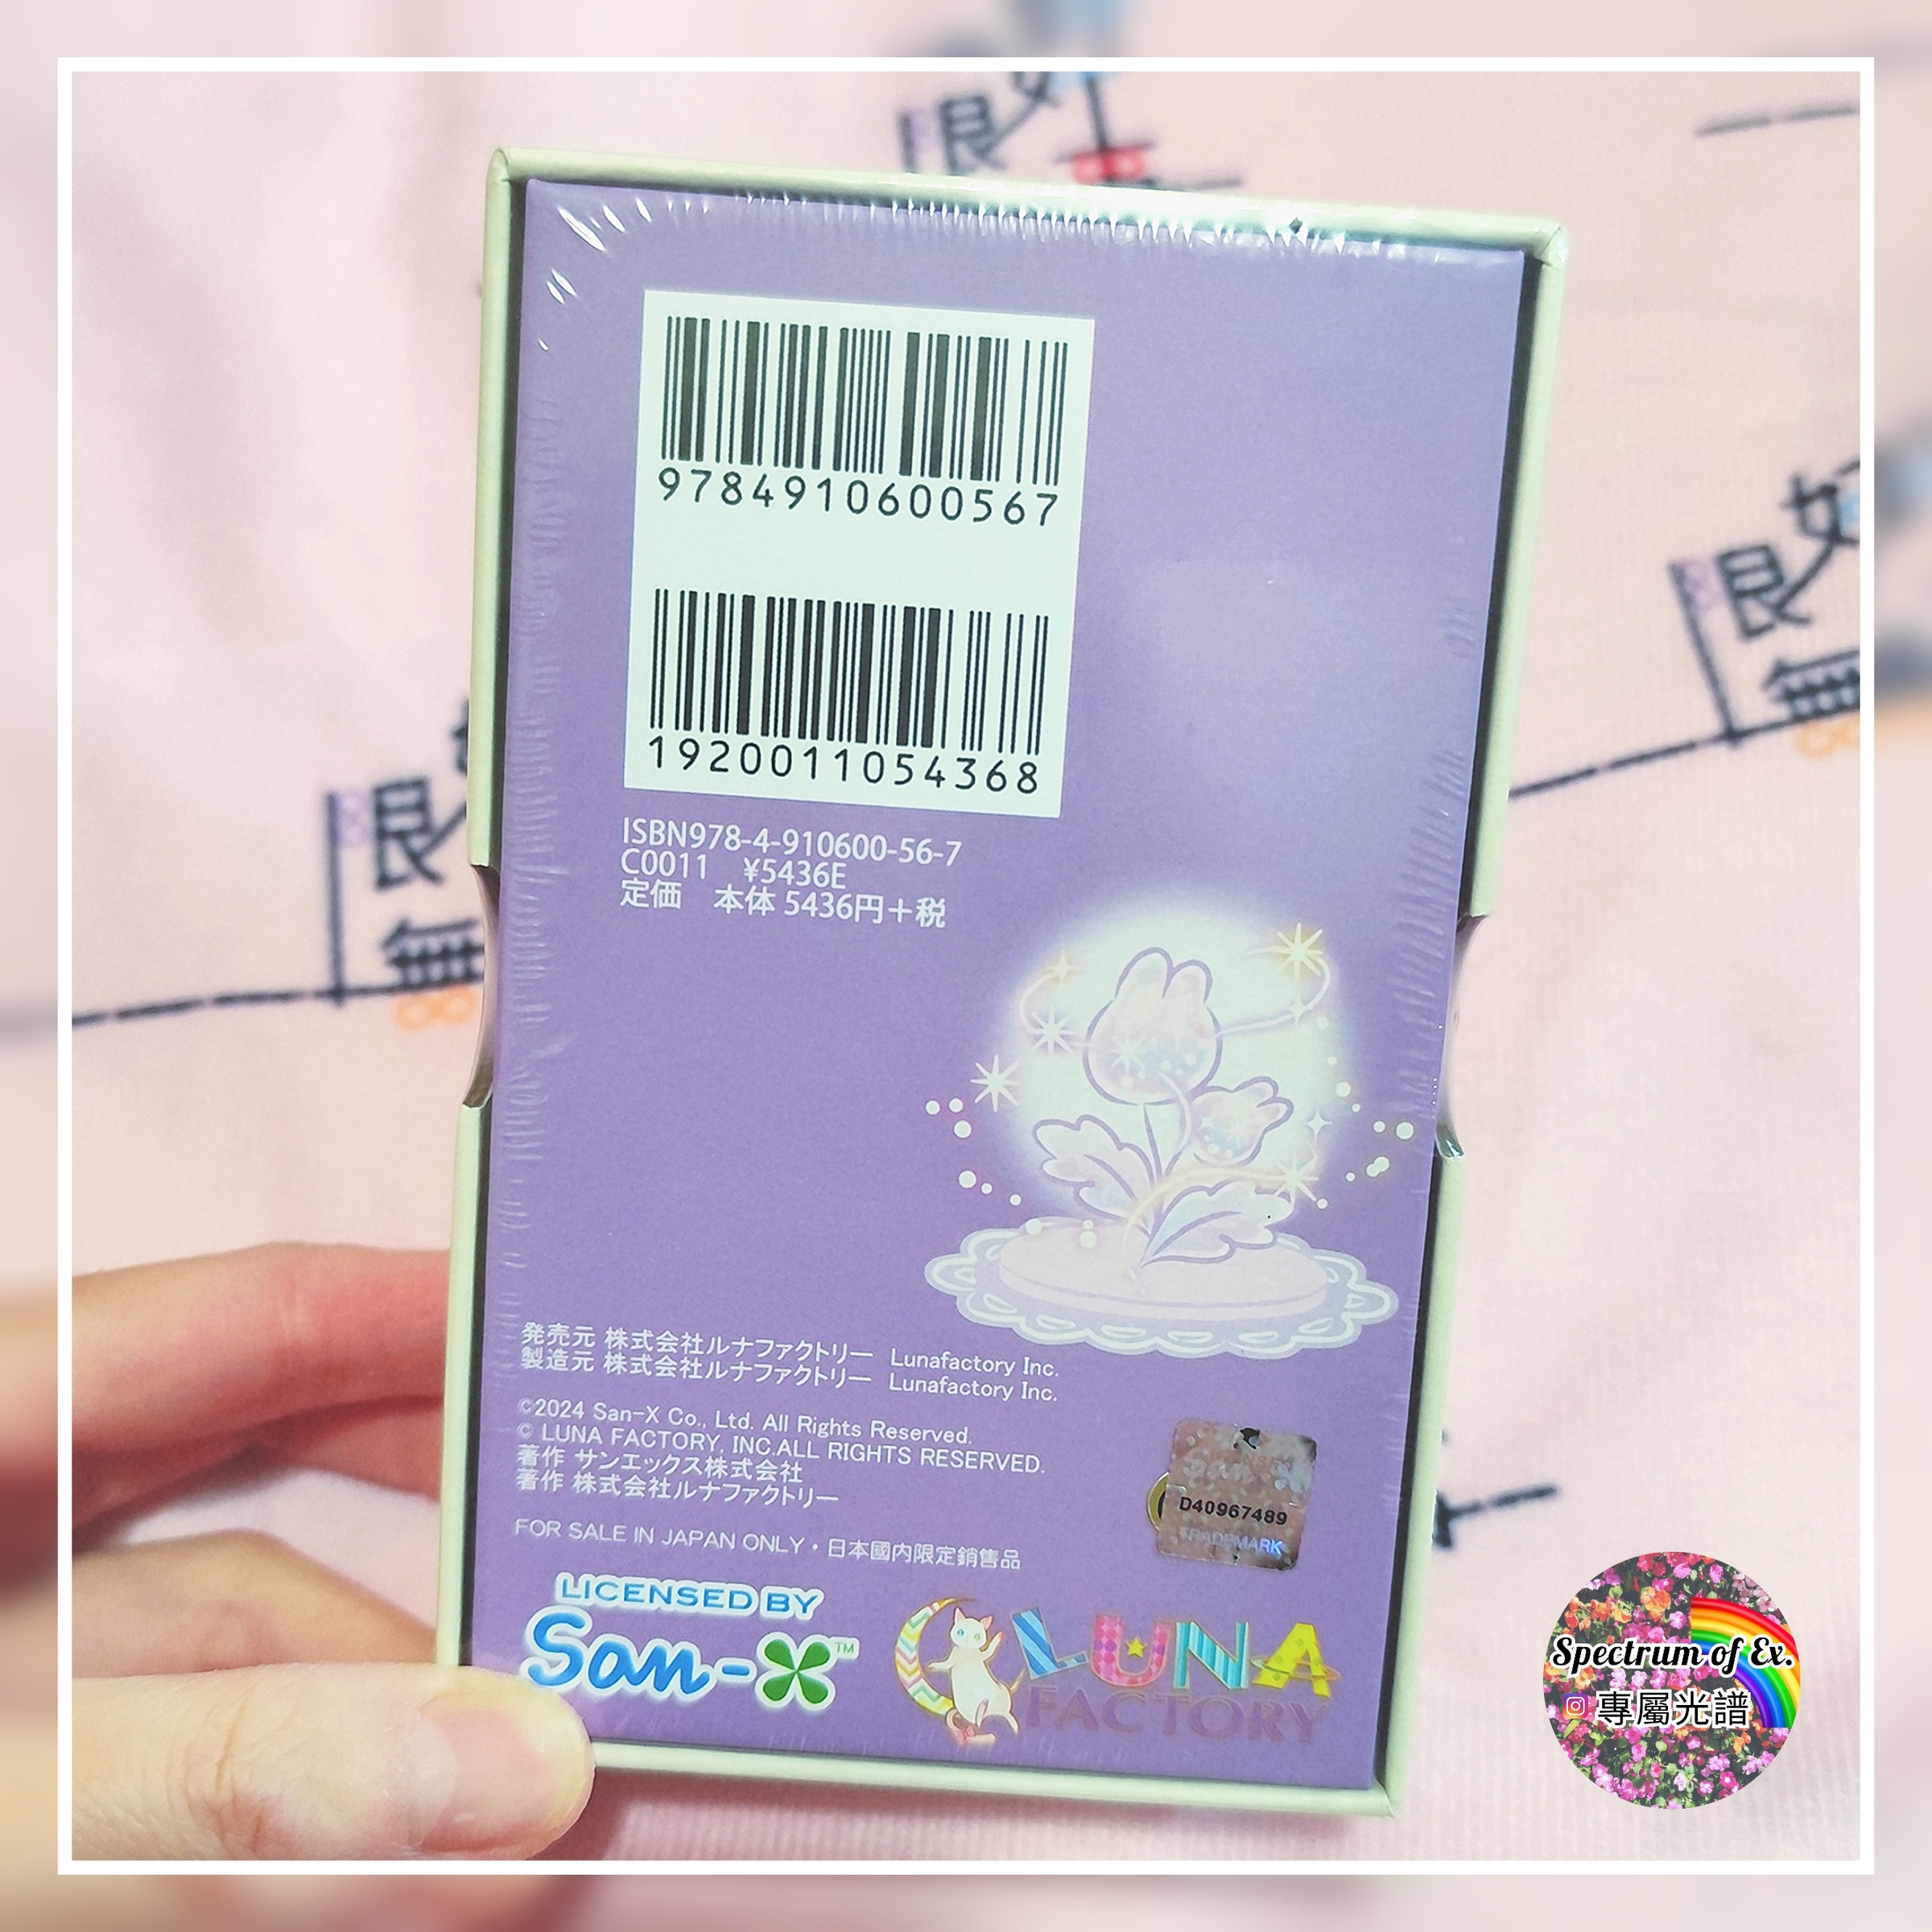 9784910600567
1920011054368
ISBN978-4-910600-56-7
C0011 ¥5436E
定価 本体 5436円+税
発売元 株式会社ルナファクトリー Lunafactory Inc.
製造元 株式会社ルナファクトリー Lunafactory Inc.
©2024 San-X Co., Ltd. All Rights Reserved.
© LUNA FACTORY, INC.ALL RIGHTS RESERVED.
著作 サンエックス株式会社
著作 株式会社ルナファクトリー
FOR SALE IN JAPAN ONLY・日本國内限定銷售品
San-X
D40967489
TRADEMARK
LICENSED BY
San-X™
LUNA
FACTORY
Spectrum of Ex.
專屬光譜
無
無